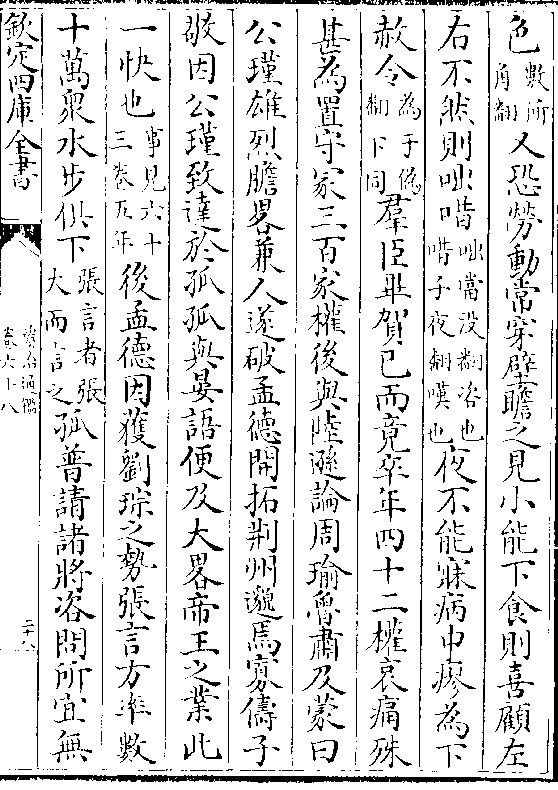 色數所角翻又恐勞動常穿壁瞻之見小能下食則喜顧左
右不然則咄唶咄當没翻咨也唶子夜翻嘆也夜不能寐病中瘳為下
赦令為于偽翻下同羣臣畢賀已而竟卒年四十二權哀痛殊
甚為置守冢三百家權後與陸遜論周瑜魯肅及蒙曰
公瑾雄烈膽畧兼人遂破孟德開拓荆州邈焉寡儔子
敬因公瑾致達於孤孤與宴語便及大畧帝王之業此
一快也事見六十三卷五年後孟德因獲劉琮之勢張言方率數
十萬衆水步俱下張言者張大而言之孤普請諸將咨問所宜無
欽定四庫全書
資治通鑑
卷六十八
二十八